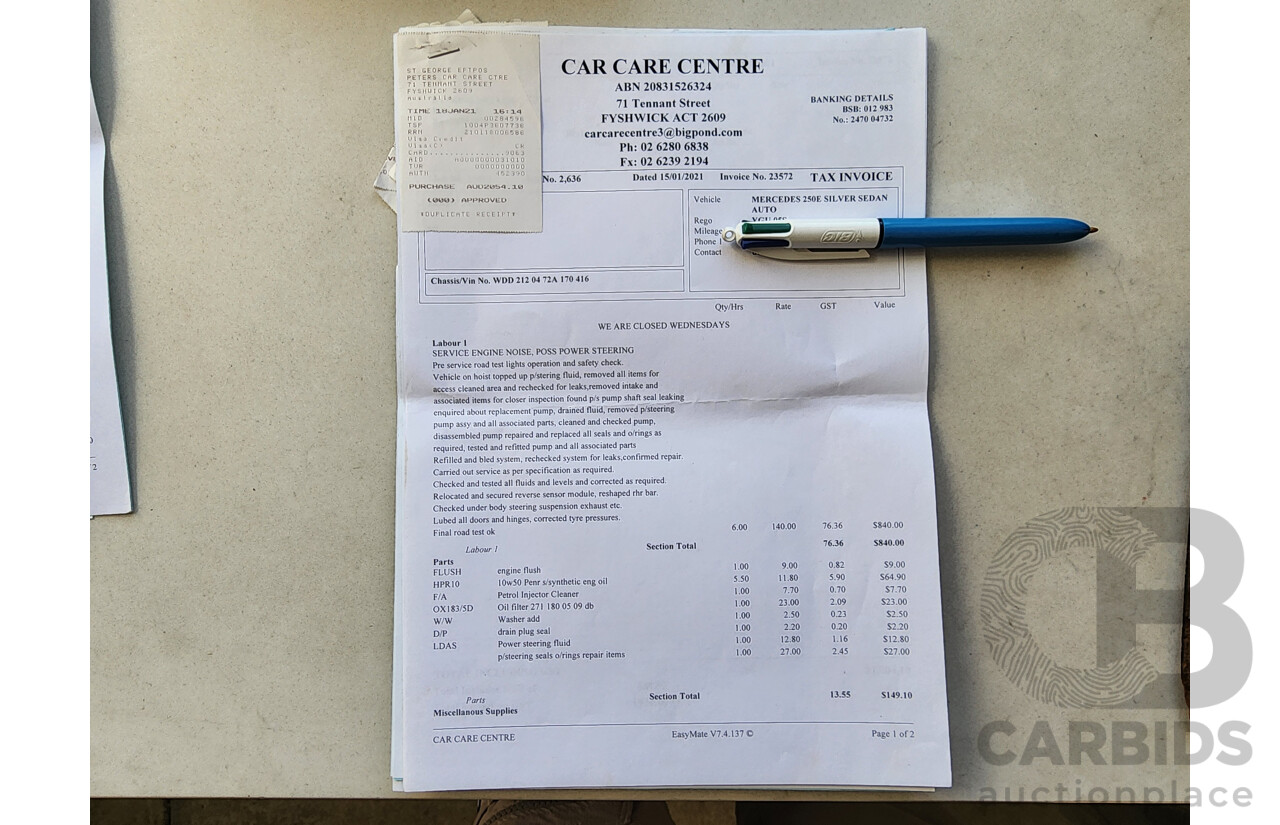 ST GEORGE EFTPOS
PETERS CAR CARE CTRE
71 TENNANT STREET
FYSHWICK 2609
Australia
TIME 18JAN21 16:14
MID 00284596
TSP
RRN
Visa Credit
CR
CARD
AID A0000000031010
TVR 0000000000
AUTH 452390
PURCHASE AUD2054.10
(000) APPROVED
*DUPLICATE RECEIPT*
CAR CARE CENTRE
ABN 20831526324
71 Tennant Street
FYSHWICK ACT 2609
carcarecentre3@bigpond.com
Ph: 02 6280 6838
Fx: 02 6239 2194
BANKING DETAILS
BSB: 012 983
No.: 2470 04732
No. 2,636 Dated 15/01/2021 Invoice No. 23572 TAX INVOICE
Vehicle MERCEDES 250E SILVER SEDAN
AUTO
Rego
Mileage
Phone
Contact
Chassis/Vin No. WDD 212 04 72A 170 416
Qty/Hrs Rate GST Value
WE ARE CLOSED WEDNESDAYS
Labour 1
SERVICE ENGINE NOISE, POSS POWER STEERING
Pre service road test lights operation and safety check.
Vehicle on hoist topped up p/stering fluid, removed all items for
access cleaned area and rechecked for leaks,removed intake and
associated items for closer inspection found p/s pump shaft seal leaking
enquired about replacement pump, drained fluid, removed p/steering
pump assy and all associated parts, cleaned and checked pump,
disassembled pump repaired and replaced all seals and o/rings as
required, tested and refitted pump and all associated parts
Refilled and bled system, rechecked system for leaks,confirmed repair.
Carried out service as per specification as required.
Checked and tested all fluids and levels and corrected as required.
Relocated and secured reverse sensor module, reshaped rhr bar.
Checked under body steering suspension exhaust etc.
Lubed all doors and hinges, corrected tyre pressures.
Final road test ok 6.00 140.00 76.36 $840.00
Labour 1 Section Total 76.36 $840.00
Parts
FLUSH engine flush 1.00 9.00 0.82 $9.00
HPR10 10w50 Penr s/synthetic eng oil 5.50 11.80 5.90 $64.90
F/A Petrol Injector Cleaner 1.00 7.70 0.70 $7.70
OX183/5D Oil filter 271 180 05 09 db 1.00 23.00 2.09 $23.00
W/W Washer add 1.00 2.50 0.23 $2.50
D/P drain plug seal 1.00 2.20 0.20 $2.20
LDAS Power steering fluid 1.00 12.80 1.16 $12.80
p/steering seals o/rings repair items 1.00 27.00 2.45 $27.00
Parts Section Total 13.55 $149.10
Miscellanous Supplies
CAR CARE CENTRE EasyMate V7.4.137 © Page 1 of 2
CB
CARBIDS
auctionplace